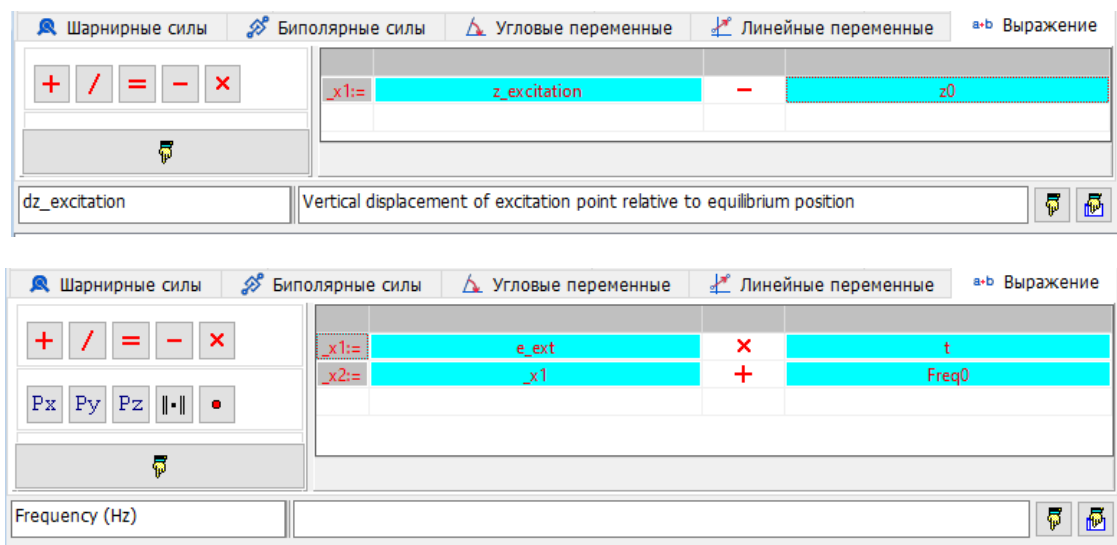 Шарнирные силы Биполярные силы Угловые переменные Линейные переменные a+b Выражение
+ / = − ×
_x1:= z_excitation − z0
dz_excitation Vertical displacement of excitation point relative to equilibrium position
Шарнирные силы Биполярные силы Угловые переменные Линейные переменные a+b Выражение
+ / = − ×
_x1:= e_ext × t
_x2:= _x1 + Freq0
Px Py Pz ‖•‖ •
Frequency (Hz)